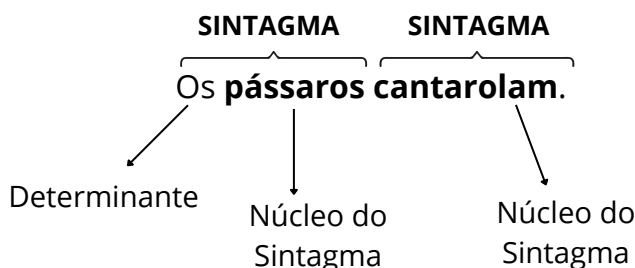 SINTAGMA SINTAGMA
Os pássaros cantarolam.
Determinante
Núcleo do
Sintagma
Núcleo do
Sintagma